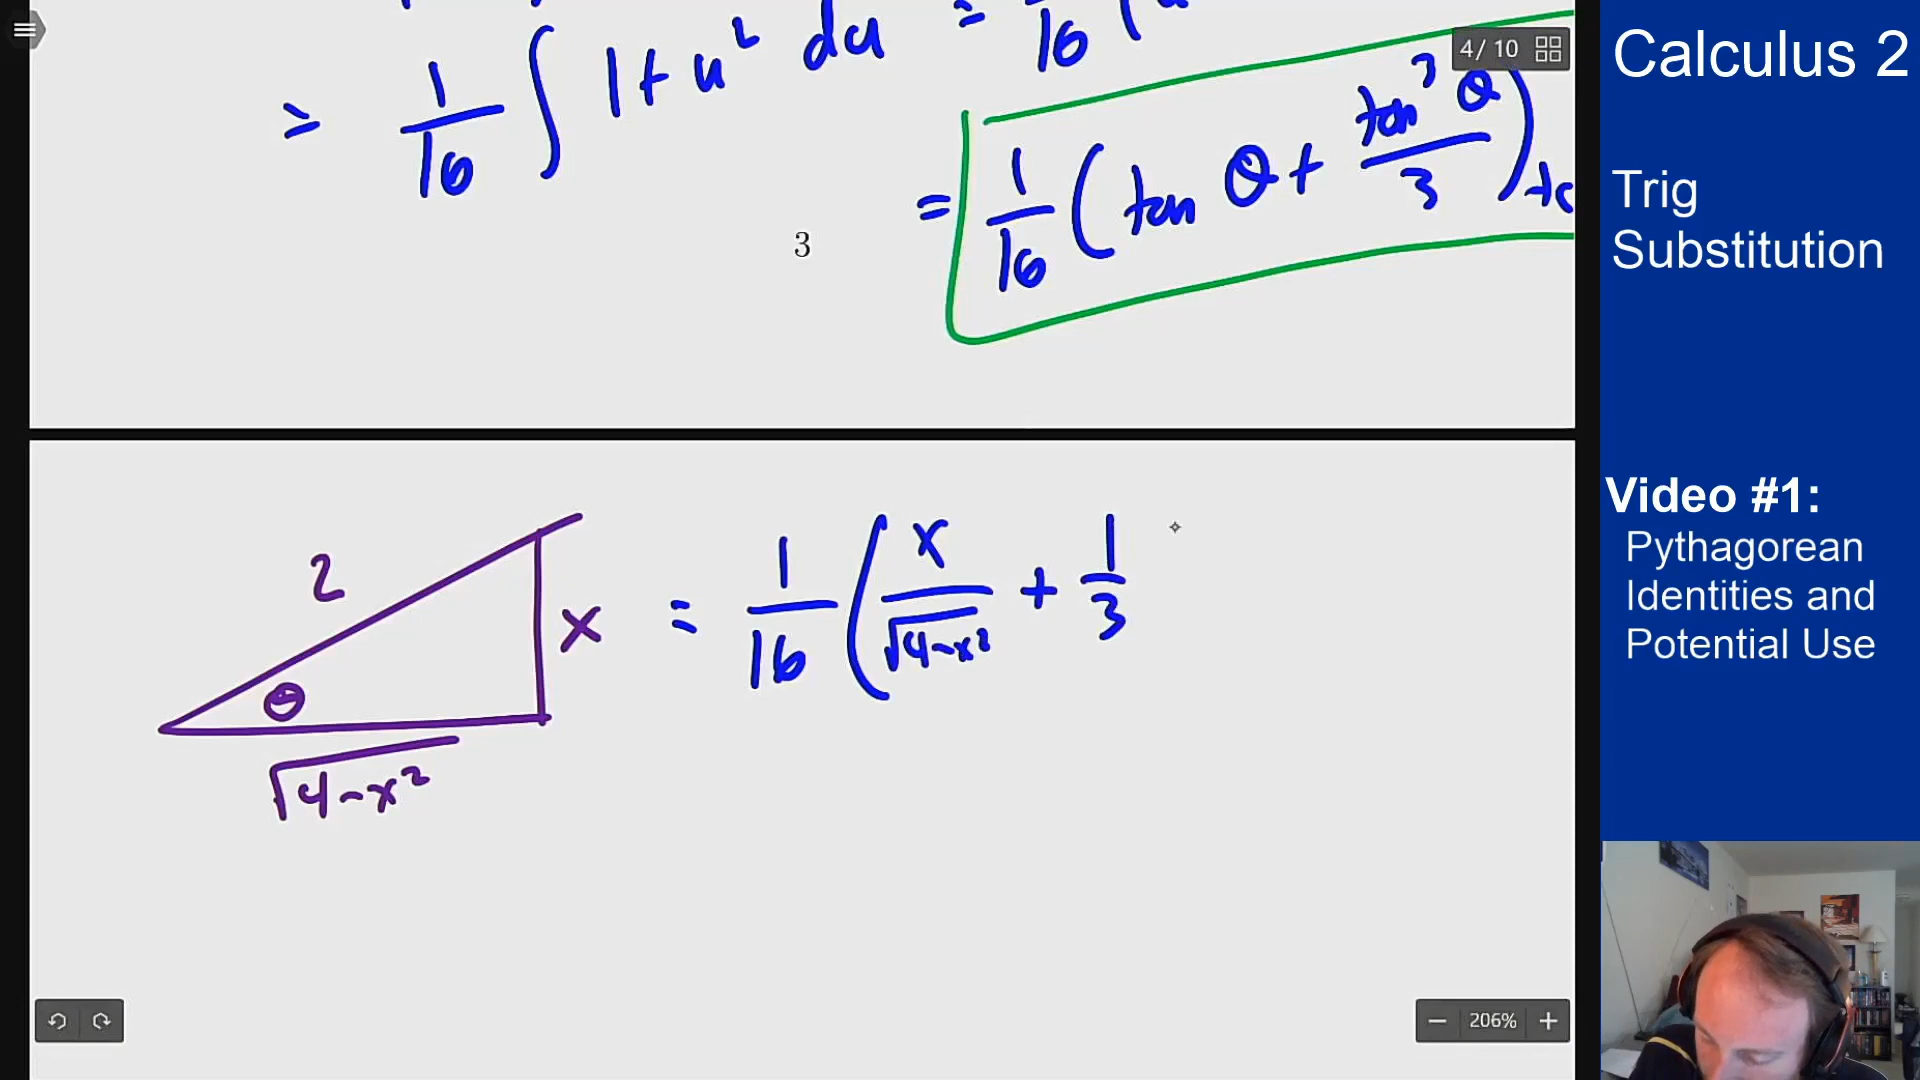 4 / 10
= 1/16 ∫ 1 + u² du = 1/16 (
= 1/16 ( tan θ + tan³ θ / 3 ) + c
3
2
x
θ
√4-x²
= 1/16 ( x/√4-x² + 1/3
206%
Calculus 2
Trig
Substitution
Video #1:
Pythagorean
Identities and
Potential Use